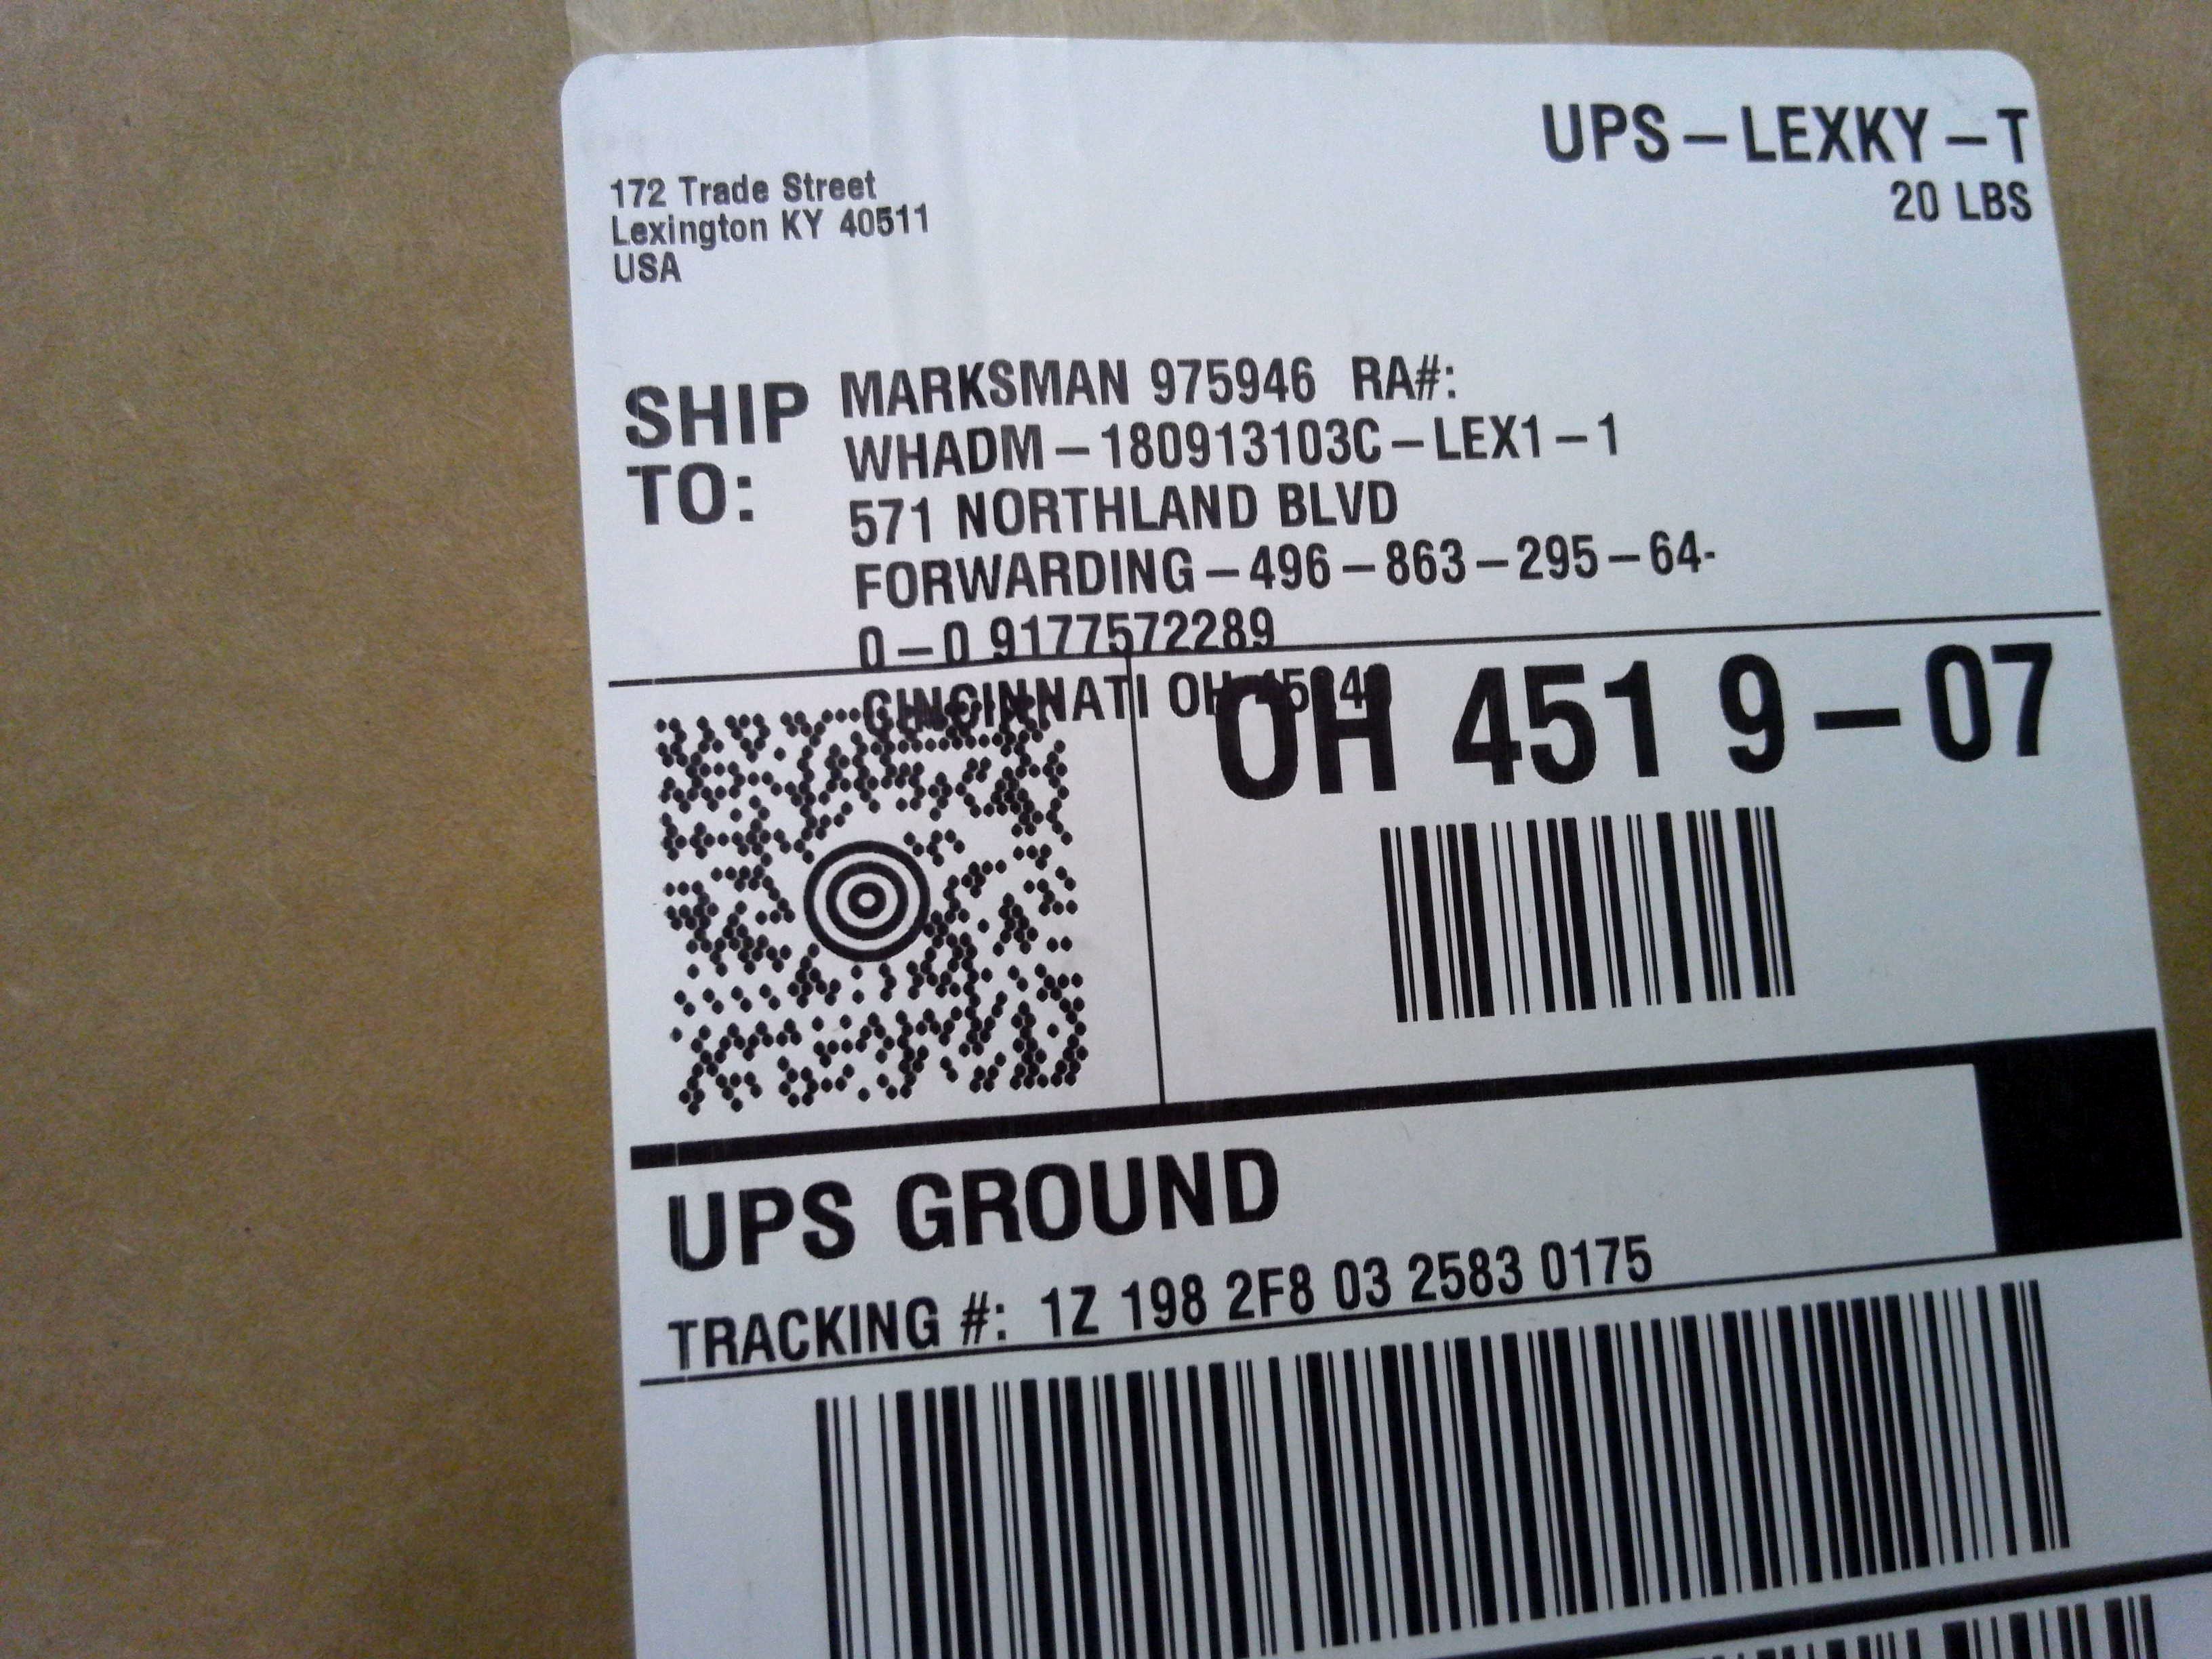 UPS – LEXKY – T
20 LBS
172 Trade Street
Lexington KY 40511
USA
SHIP TO:
MARKSMAN 975946 RA#:
WHADM – 180913103C – LEX1 – 1
571 NORTHLAND BLVD
FORWARDING – 496 – 863 – 295 – 64-
0 – 0 9177572289
CINCINNATI OH
OH 451 9 – 07
UPS GROUND
TRACKING #: 1Z 198 2F8 03 2583 0175